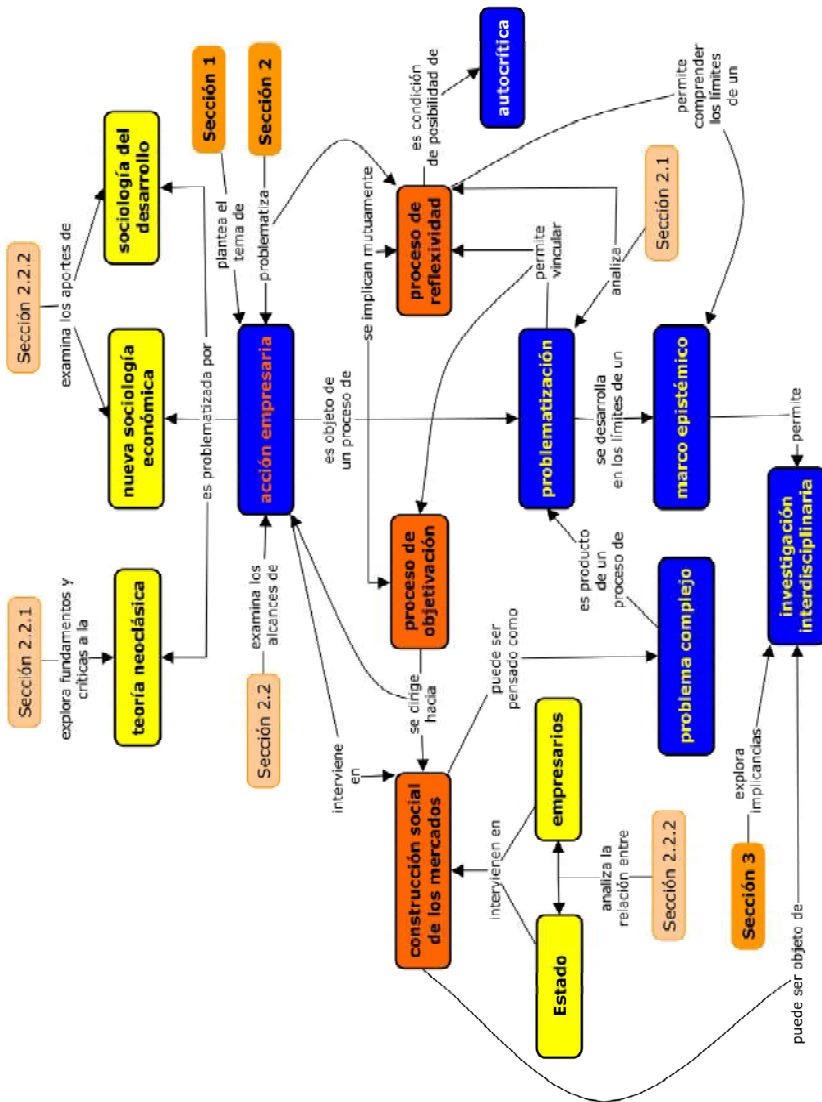 Sección 2.2.1
Sección 2.2.2
explora fundamentos y
críticas a la
examina los aportes de
teoría neoclásica
nueva sociología
económica
sociología del
desarrollo
es problematizada por
plantea el
tema de
Sección 1
Sección 2.2
examina los
alcances de
acción empresaria
problematiza
Sección 2
interviene
en
es objeto de
un proceso de
se implican mutuamente
construcción social
de los mercados
se dirige
hacia
proceso de
objetivación
proceso de
reflexividad
es condición
de posibilidad de
autocrítica
intervienen en
puede ser
pensado como
permite
vincular
Estado
empresarios
problematización
analiza
analiza la
relación entre
es producto
de un
proceso de
se desarrolla
en los límites de un
Sección 2.2.2
Sección 2.1
problema complejo
marco epistémico
permite
comprender
los límites
de un
Sección 3
explora
implicancias
investigación
interdisciplinaria
permite
puede ser objeto de